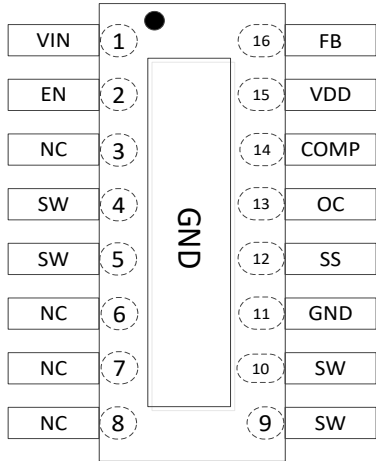 VIN 1 16 FB
EN 2 15 VDD
NC 3 14 COMP
SW 4 13 OC
SW 5 12 SS
NC 6 11 GND
NC 7 10 SW
NC 8 9 SW
GND